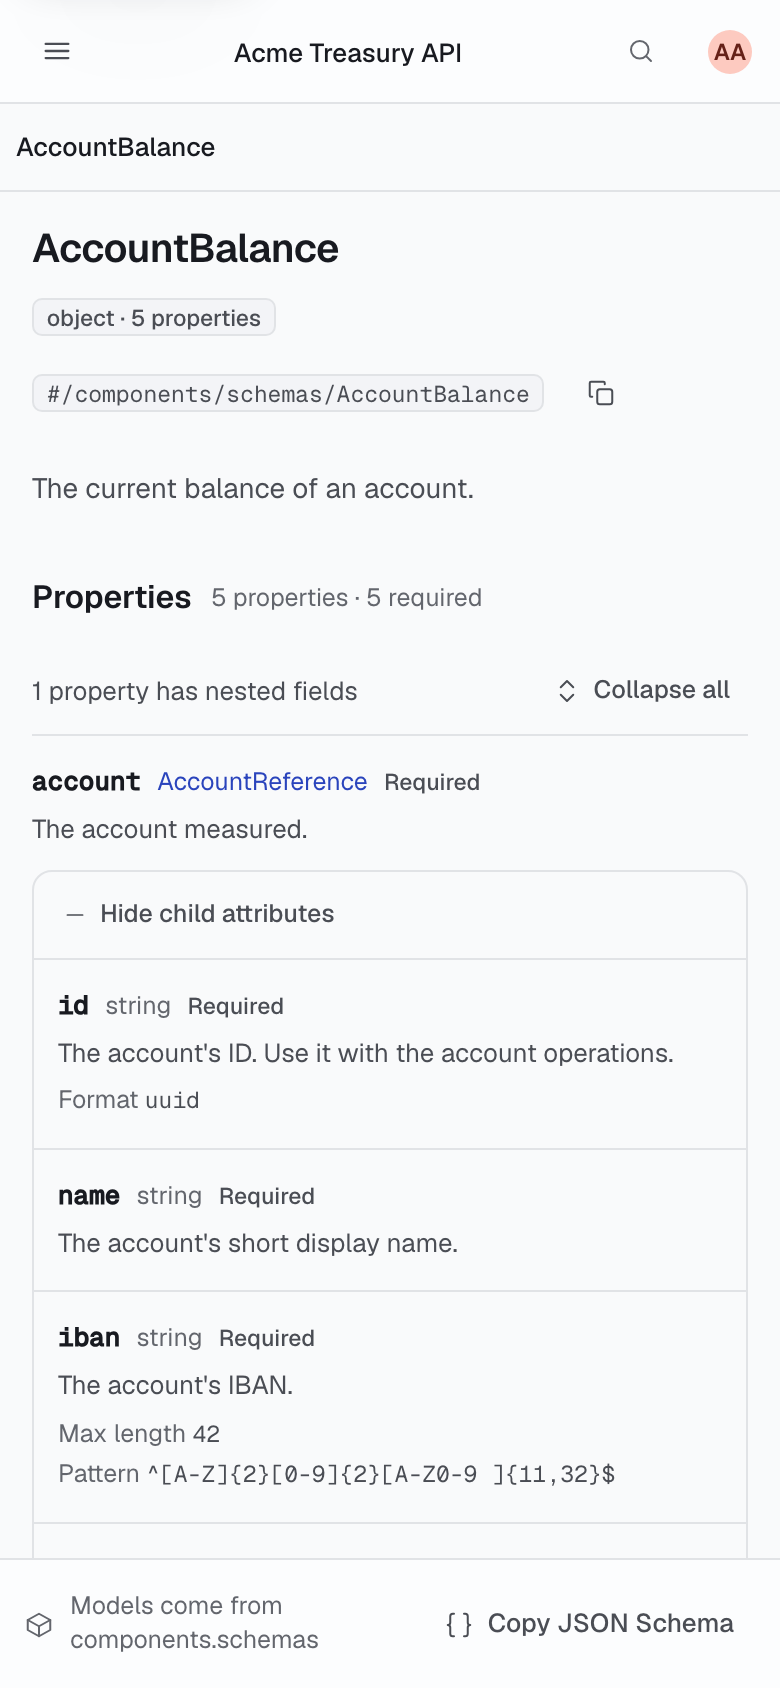 Acme Treasury API
AA
AccountBalance
AccountBalance
object · 5 properties
#/components/schemas/AccountBalance
The current balance of an account.
Properties 5 properties · 5 required
1 property has nested fields
Collapse all
account AccountReference Required
The account measured.
Hide child attributes
id string Required
The account's ID. Use it with the account operations.
Format uuid
name string Required
The account's short display name.
iban string Required
The account's IBAN.
Max length 42
Pattern ^[A-Z]{2}[0-9]{2}[A-Z0-9 ]{11,32}$
Models come from
components.schemas
{} Copy JSON Schema